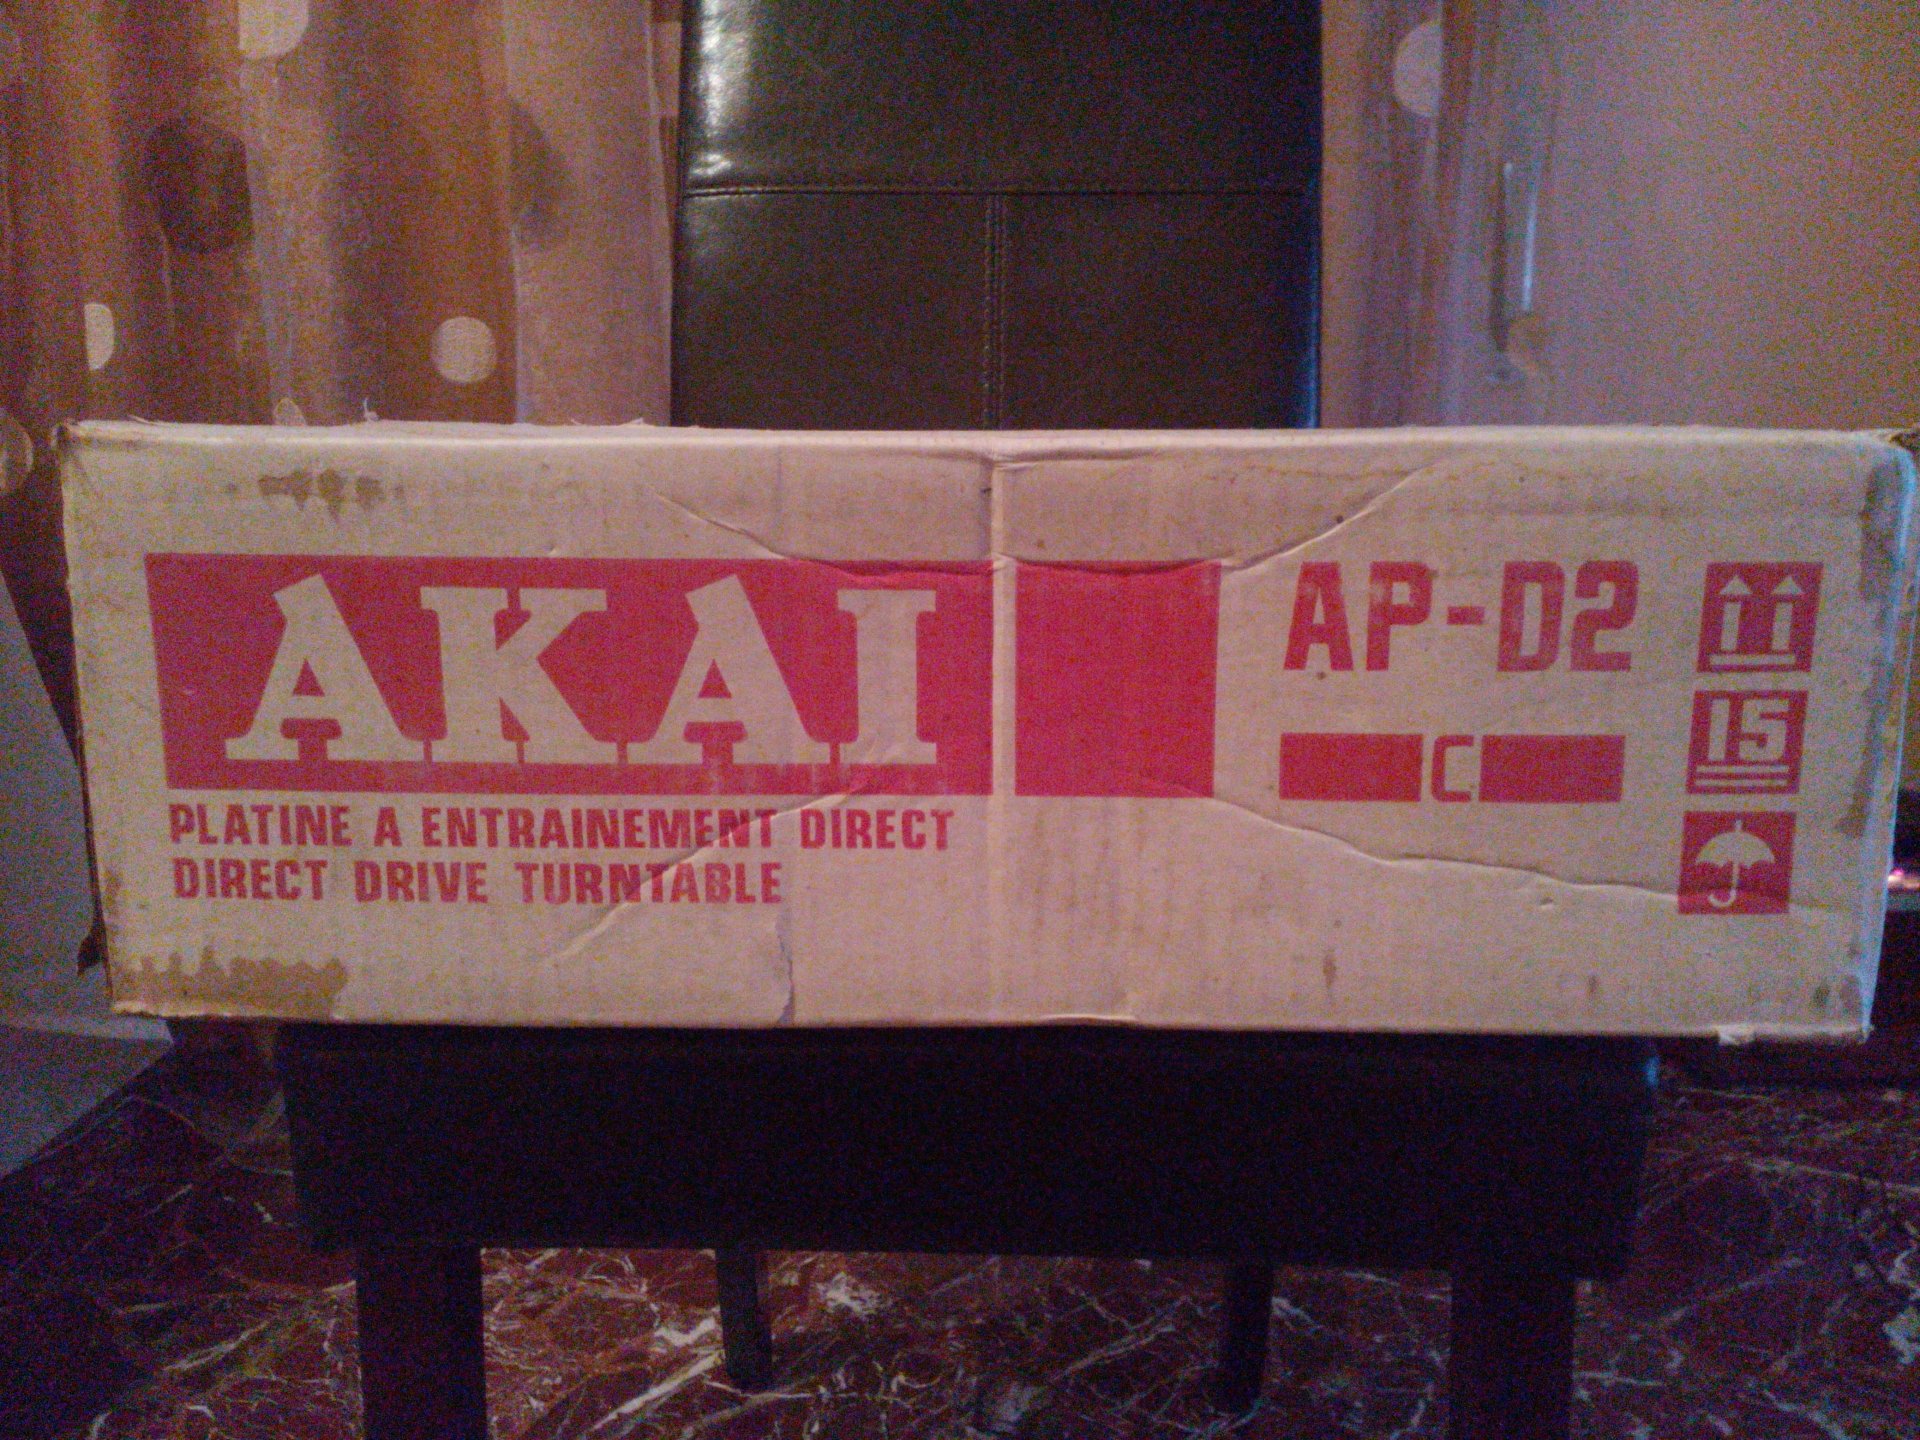 AKAI
AP-D2
C
15
PLATINE A ENTRAINEMENT DIRECT
DIRECT DRIVE TURNTABLE